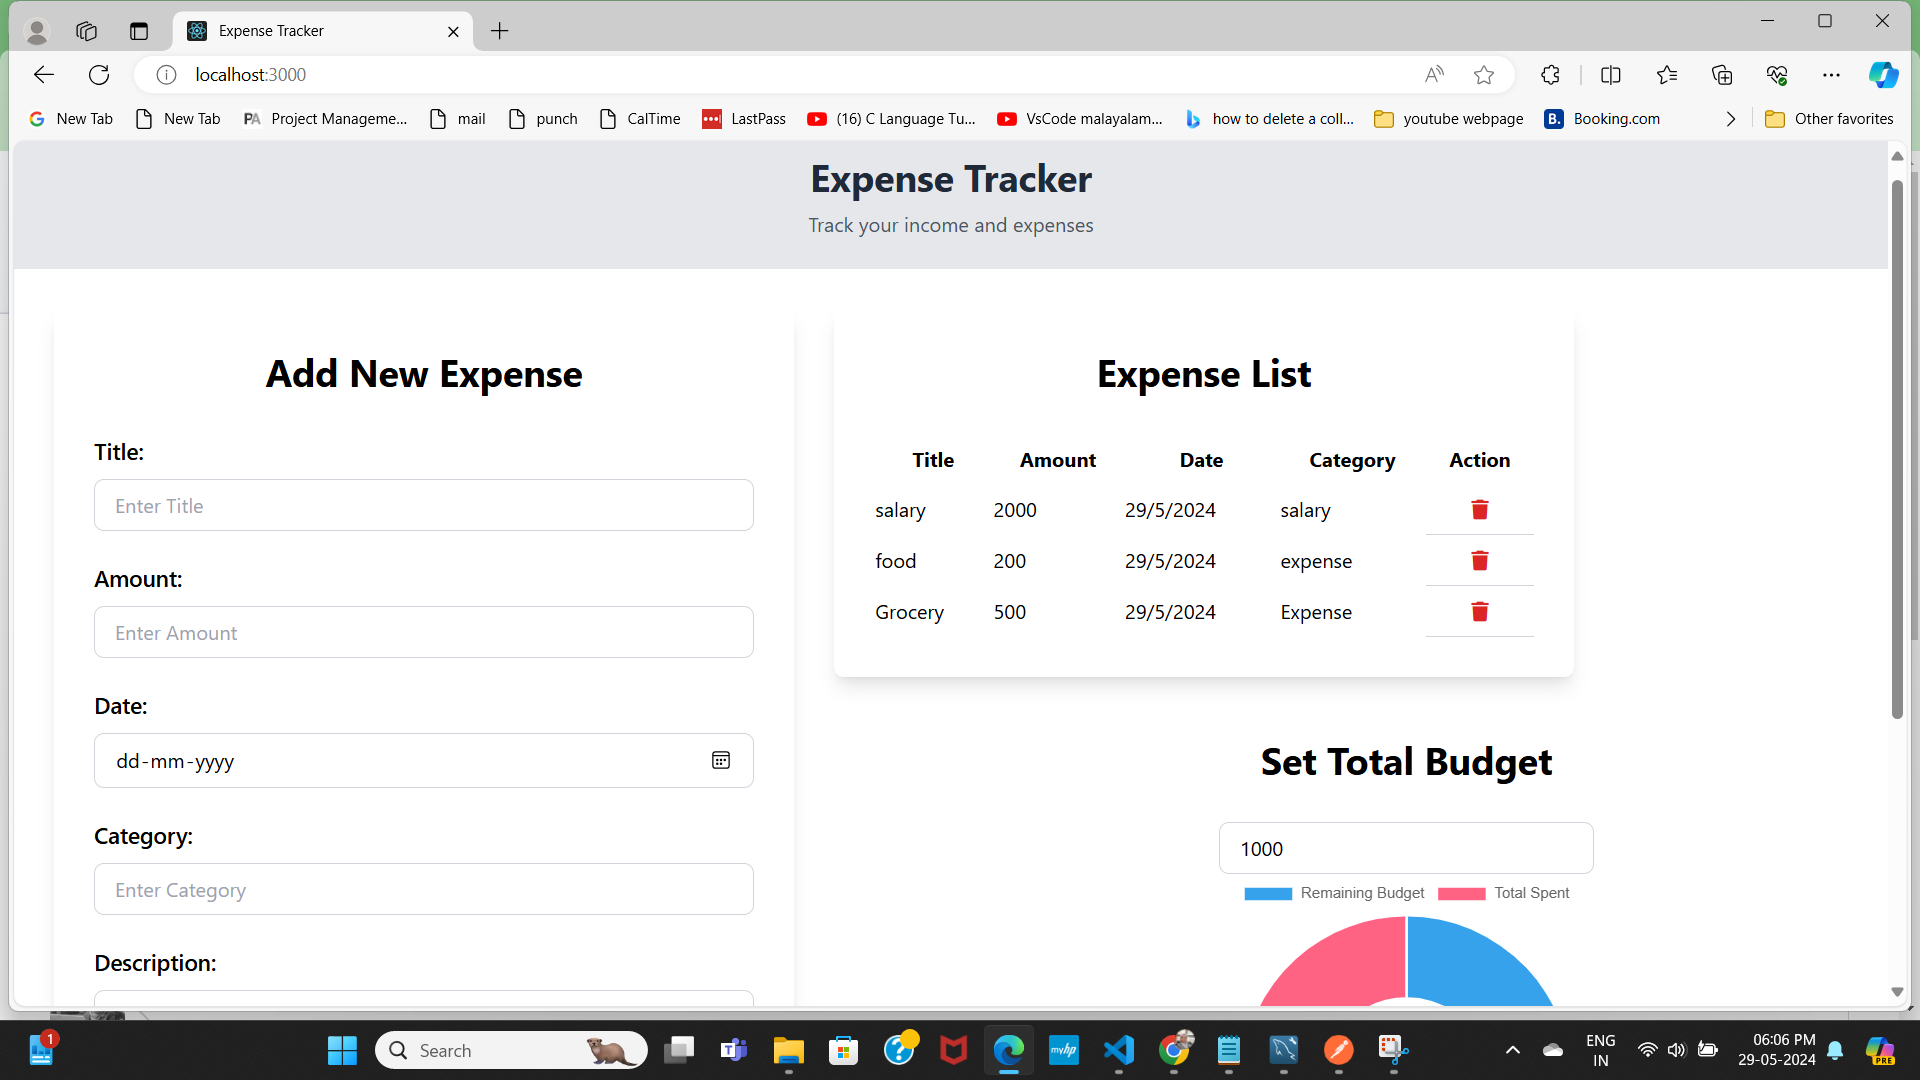 Expense Tracker
localhost:3000
New Tab
New Tab
PA Project Manageme...
mail
punch
CalTime
LastPass
(16) C Language Tu...
VsCode malayalam...
how to delete a coll...
youtube webpage
B. Booking.com
Other favorites
Expense Tracker
Track your income and expenses
Add New Expense
Title:
Enter Title
Amount:
Enter Amount
Date:
dd-mm-yyyy
Category:
Enter Category
Description:
Expense List
Title Amount Date Category Action
salary 2000 29/5/2024 salary
food 200 29/5/2024 expense
Grocery 500 29/5/2024 Expense
Set Total Budget
1000
Remaining Budget Total Spent
1
Search
myhp
ENG
IN
06:06 PM
29-05-2024
PRE